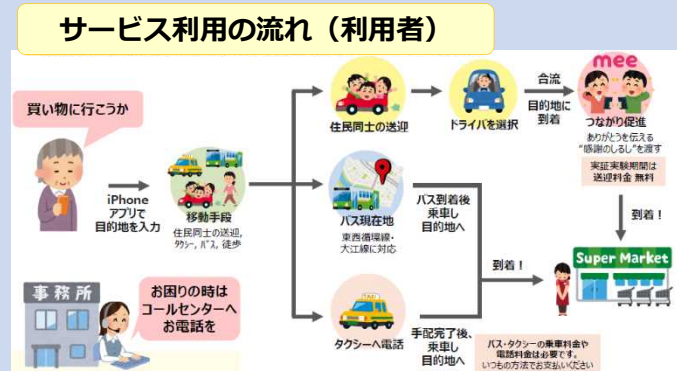 サービス利用の流れ（利用者）
買い物に行こうか
iPhone
アプリで
目的地を入力
移動手段
住民同士の送迎,
タクシー, バス, 徒歩
住民同士の送迎
ドライバを選択
合流
目的地に
到着
mee
つながり促進
ありがとうを伝える
“感謝のしるし”を渡す
実証実験期間は
送迎料金 無料
到着！
バス現在地
東西循環線・
大江線に対応
バス到着後
乗車し
目的地へ
到着！
Super Market
TAXI
タクシーへ電話
手配完了後、
乗車し
目的地へ
バス・タクシーの乗車料金や
電話料金は必要です。
いつもの方法でお支払いください
事務所
お困りの時は
コールセンターへ
お電話を